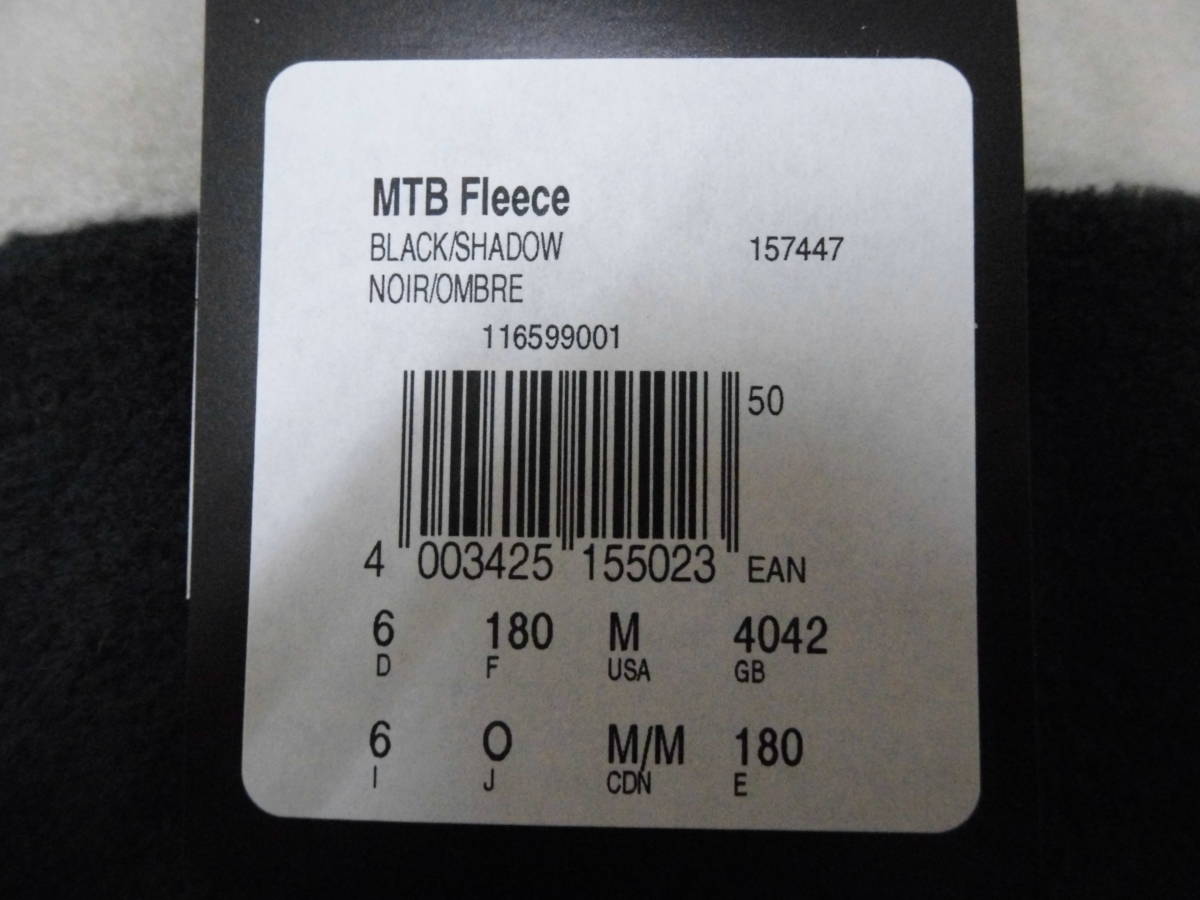 MTB Fleece
BLACK/SHADOW 157447
NOIR/OMBRE
116599001
50
4 003425 155023 EAN
6 180 M 4042
D F USA GB
6 O M/M 180
I J CDN E